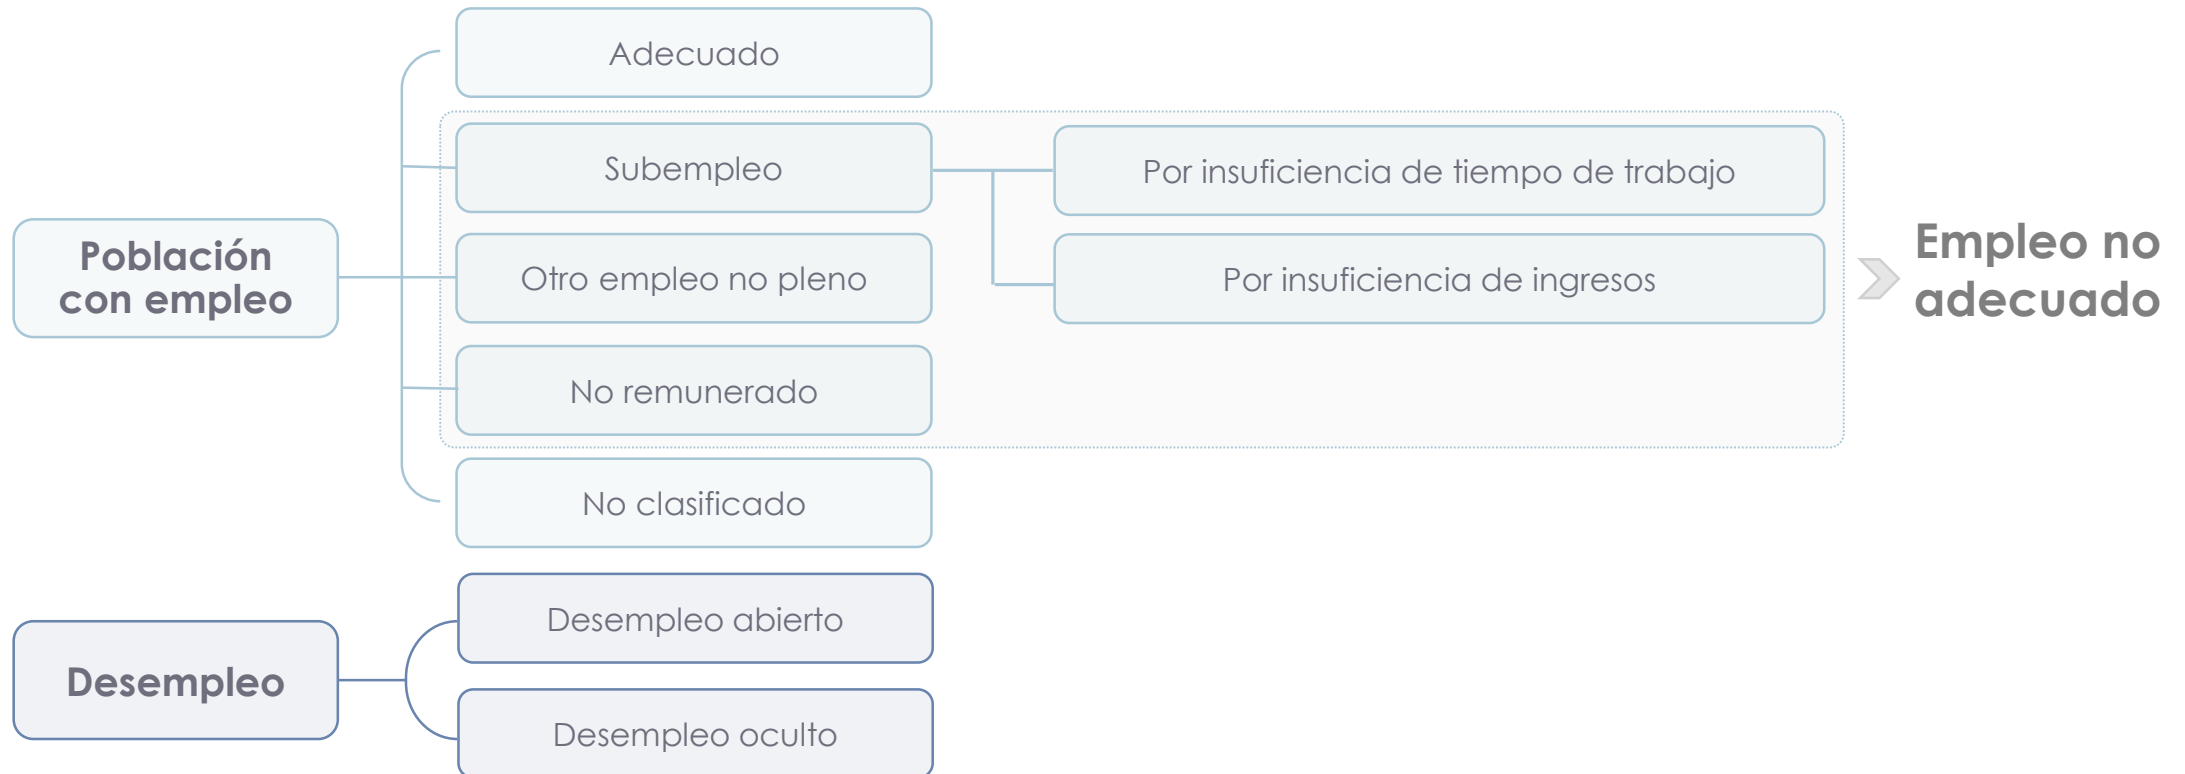 Adecuado
Subempleo
Por insuficiencia de tiempo de trabajo
Población
con empleo
Otro empleo no pleno
Por insuficiencia de ingresos
Empleo no
adecuado
No remunerado
No clasificado
Desempleo
Desempleo abierto
Desempleo oculto